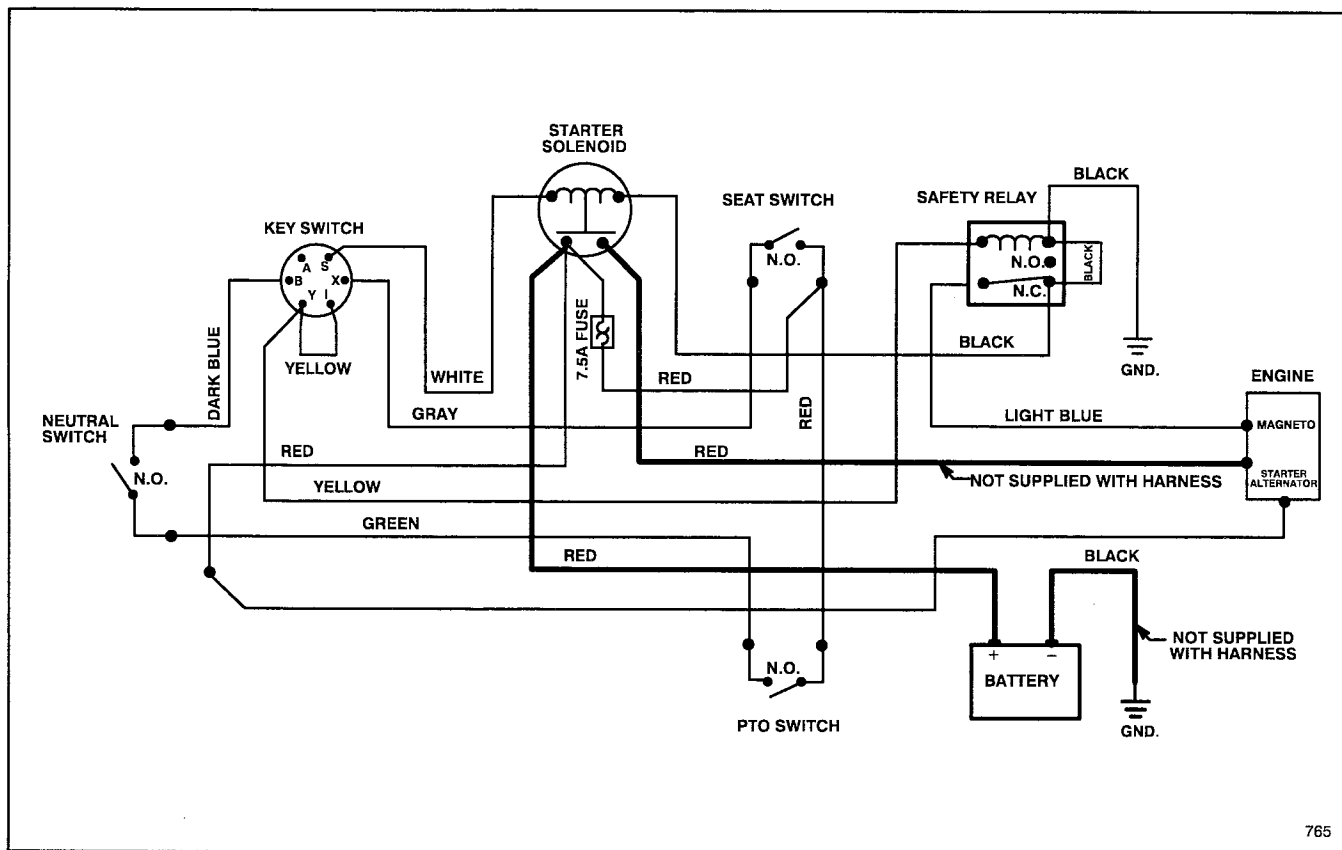 STARTER
SOLENOID
BLACK
SEAT SWITCH
SAFETY RELAY
KEY SWITCH
A
S
B
X
Y
I
N.O.
N.O.
N.C.
BLACK
DARK BLUE
YELLOW
7.5A FUSE
BLACK
GND.
WHITE
RED
ENGINE
NEUTRAL
SWITCH
GRAY
RED
LIGHT BLUE
MAGNETO
RED
RED
N.O.
STARTER
ALTERNATOR
YELLOW
NOT SUPPLIED WITH HARNESS
GREEN
RED
BLACK
NOT SUPPLIED
WITH HARNESS
+
−
N.O.
BATTERY
PTO SWITCH
GND.
765